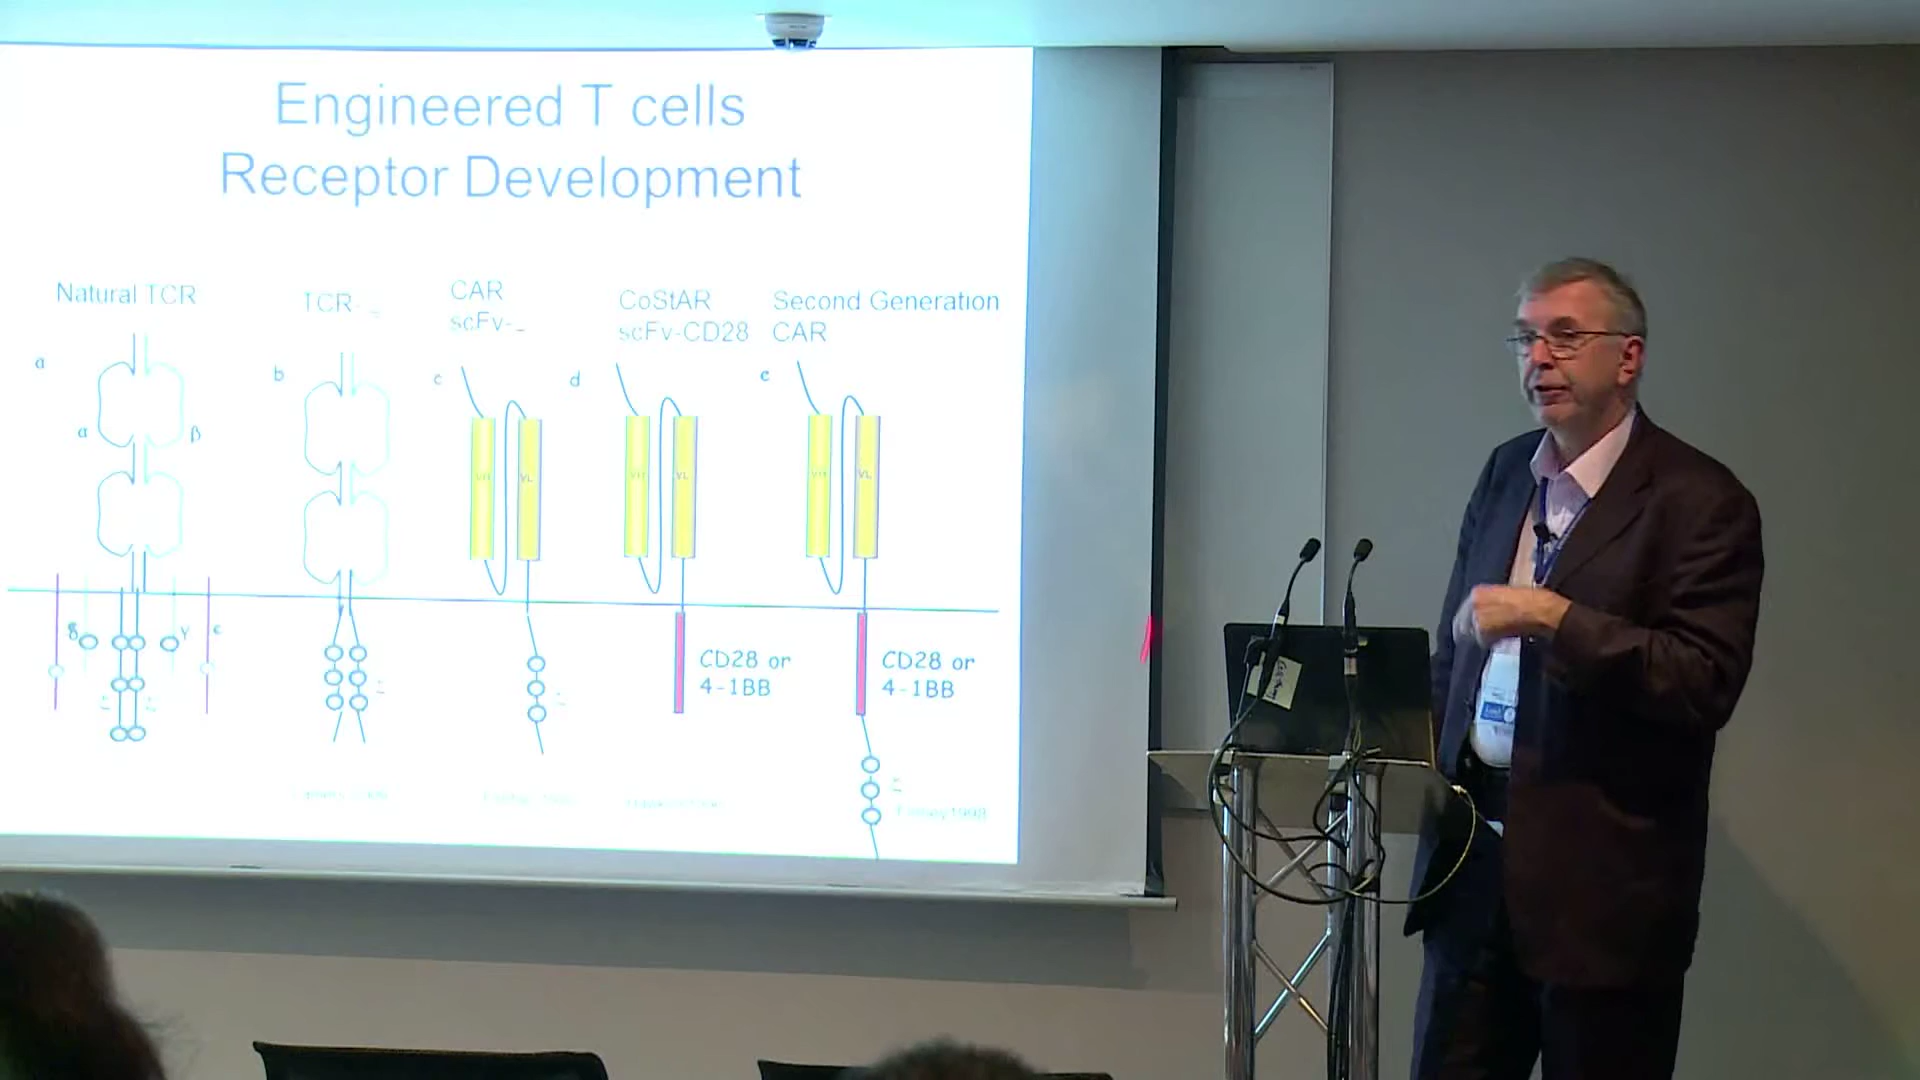 Engineered T cells
Receptor Development
Natural TCR
TCR-
CAR
scFv-
CoStAR
scFv-CD28
Second Generation
CAR
a
b
c
d
e
α
β
VH
VL
VH
VL
VH
VL
δ
γ
ε
CD28 or
4-1BB
CD28 or
4-1BB
Finney1998